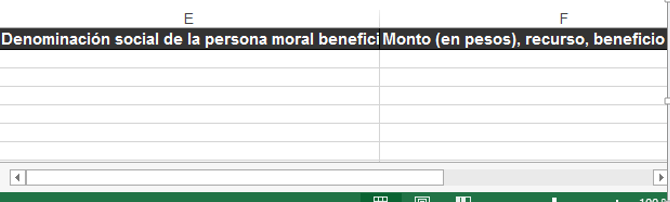 E F
Denominación social de la persona moral benefici Monto (en pesos), recurso, beneficio